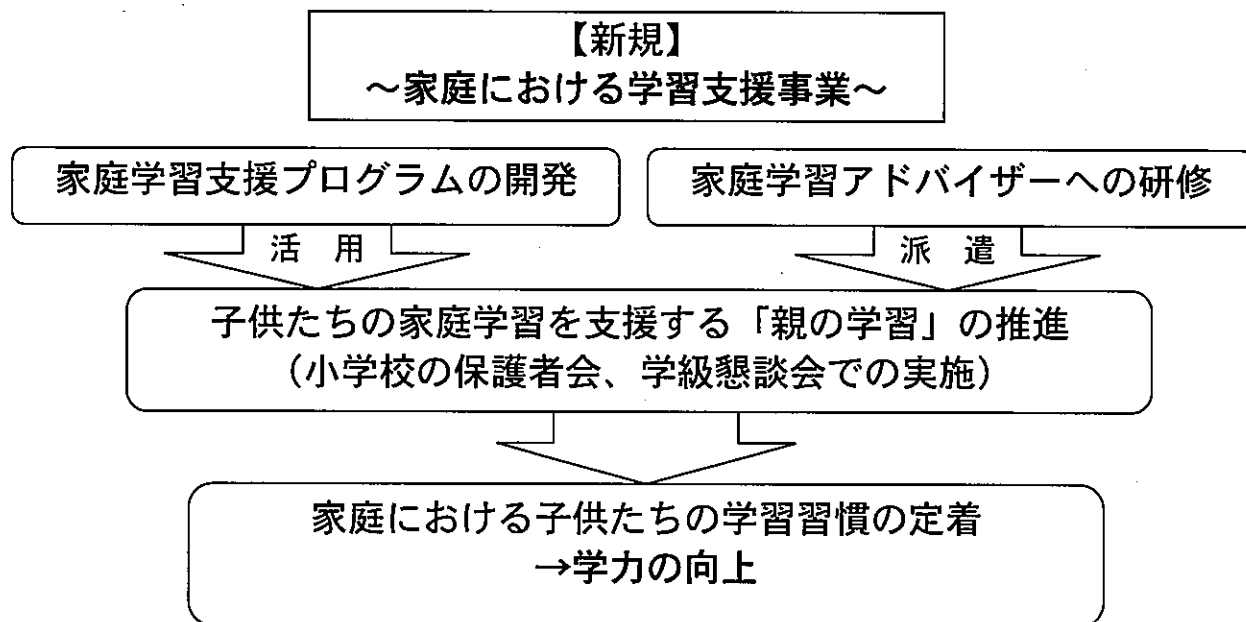 【新規】
～家庭における学習支援事業～
家庭学習支援プログラムの開発
家庭学習アドバイザーへの研修
活 用
派 遣
子供たちの家庭学習を支援する「親の学習」の推進
（小学校の保護者会、学級懇談会での実施）
家庭における子供たちの学習習慣の定着
→学力の向上